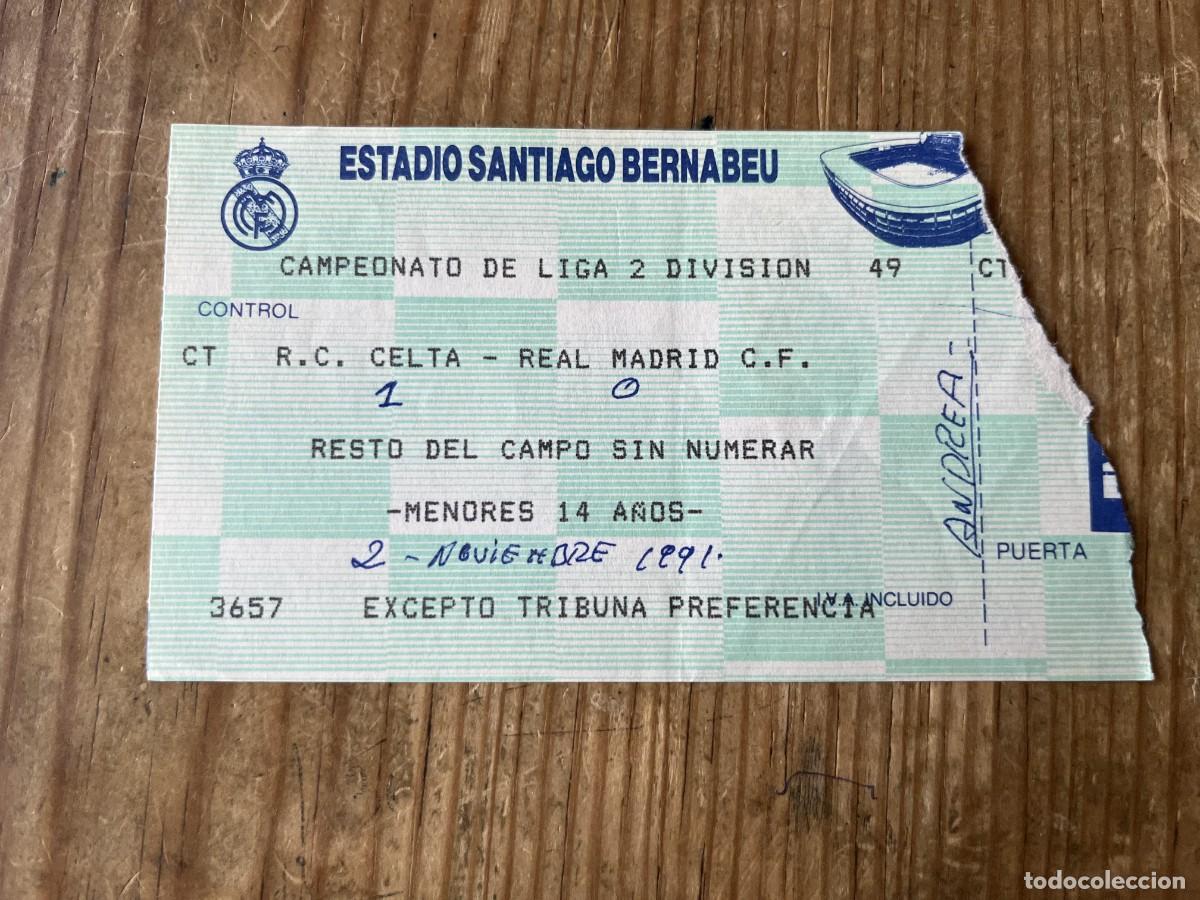 ESTADIO SANTIAGO BERNABEU
CAMPEONATO DE LIGA 2 DIVISION 49 CT
CONTROL
CT R.C. CELTA - REAL MADRID C.F.
1 0
RESTO DEL CAMPO SIN NUMERAR
-MENORES 14 AÑOS-
2 - NOVIEMBRE 1991.
ANDREA -
PUERTA
3657 EXCEPTO TRIBUNA PREFERENCIA
I.V.A INCLUIDO
todocoleccion